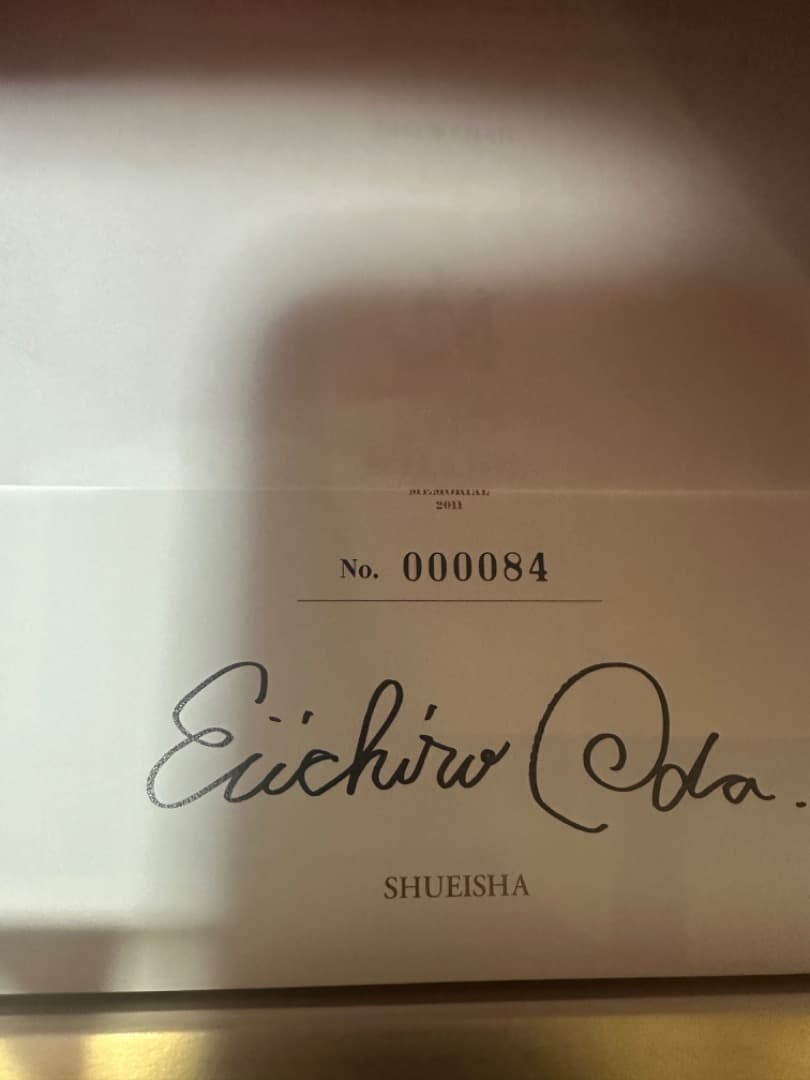 2011
No. 000084
Eiichiro Oda.
SHUEISHA